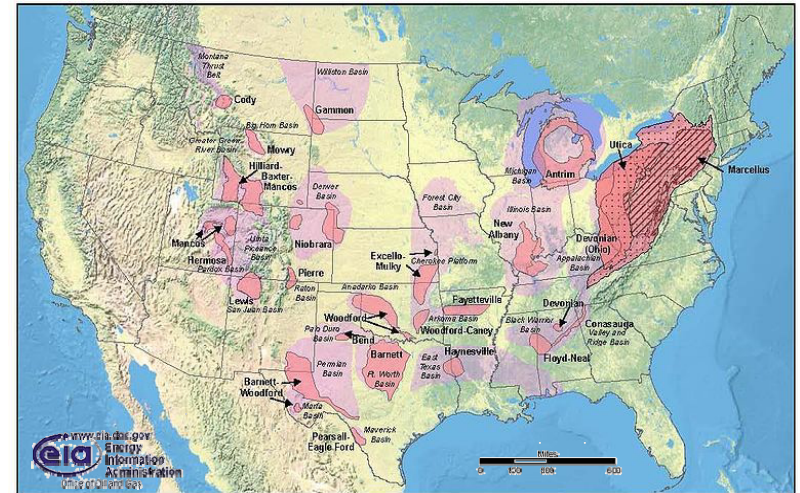 Montana
Thrust
Belt
Cody
Williston Basin
Gammon
Big Horn Basin
Greater Green
River Basin
Mowry
Hilliard-
Baxter-
Mancos
Denver
Basin
Niobrara
Mancos
Hermosa
Paradox Basin
Uinta
Piceance
Basin
Pierre
Raton
Basin
Lewis
San Juan Basin
Forest City
Basin
Excello-
Mulky
Cherokee Platform
Anadarko Basin
Woodford
Palo Duro
Basin
Bend
Arkoma Basin
Fayetteville
Woodford-Caney
Barnett
Ft. Worth
Basin
Permian
Basin
Barnett-
Woodford
Marfa
Basin
Pearsall-
Eagle Ford
Maverick
Basin
East
Texas
Basin
Haynesville
Michigan
Basin
Antrim
Illinois Basin
New
Albany
Utica
Marcellus
Devonian
(Ohio)
Appalachian
Basin
Devonian
Black Warrior
Basin
Conasauga
Valley and
Ridge Basin
Floyd-Neal
Miles
0
600
www.eia.doe.gov
eia
Energy
Information
Administration